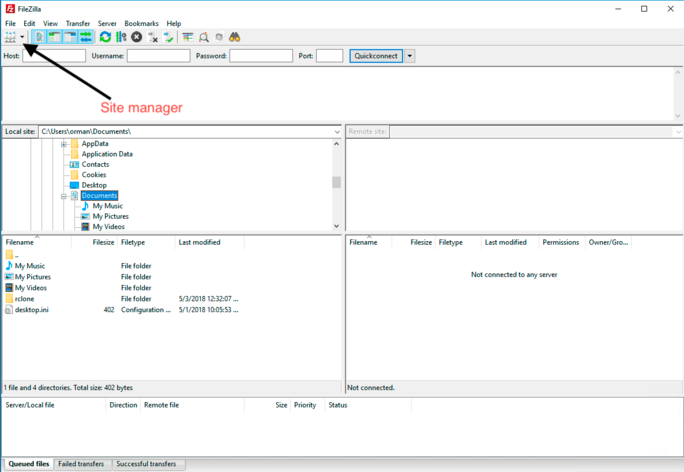 FileZilla
File Edit View Transfer Server Bookmarks Help
Host: Username: Password: Port: Quickconnect
Site manager
Local site: C:\Users\orman\Documents\ Remote site:
AppData
Application Data
Contacts
Cookies
Desktop
Documents
My Music
My Pictures
My Videos
Filename Filesize Filetype Last modified
..
My Music File folder
My Pictures File folder
My Videos File folder
rclone File folder 5/3/2018 12:32:07 ...
desktop.ini 402 Configuration ... 5/1/2018 10:05:53 ...
1 file and 4 directories. Total size: 402 bytes
Filename Filesize Filetype Last modified Permissions Owner/Gro...
Not connected to any server
Not connected.
Server/Local file Direction Remote file Size Priority Status
Queued files Failed transfers Successful transfers